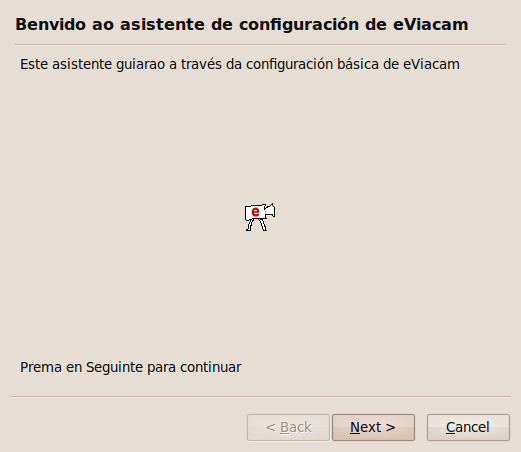 Benvido ao asistente de configuración de eViacam
Este asistente guiarao a través da configuración básica de eViacam
e
Prema en Seguinte para continuar
< Back Next > Cancel